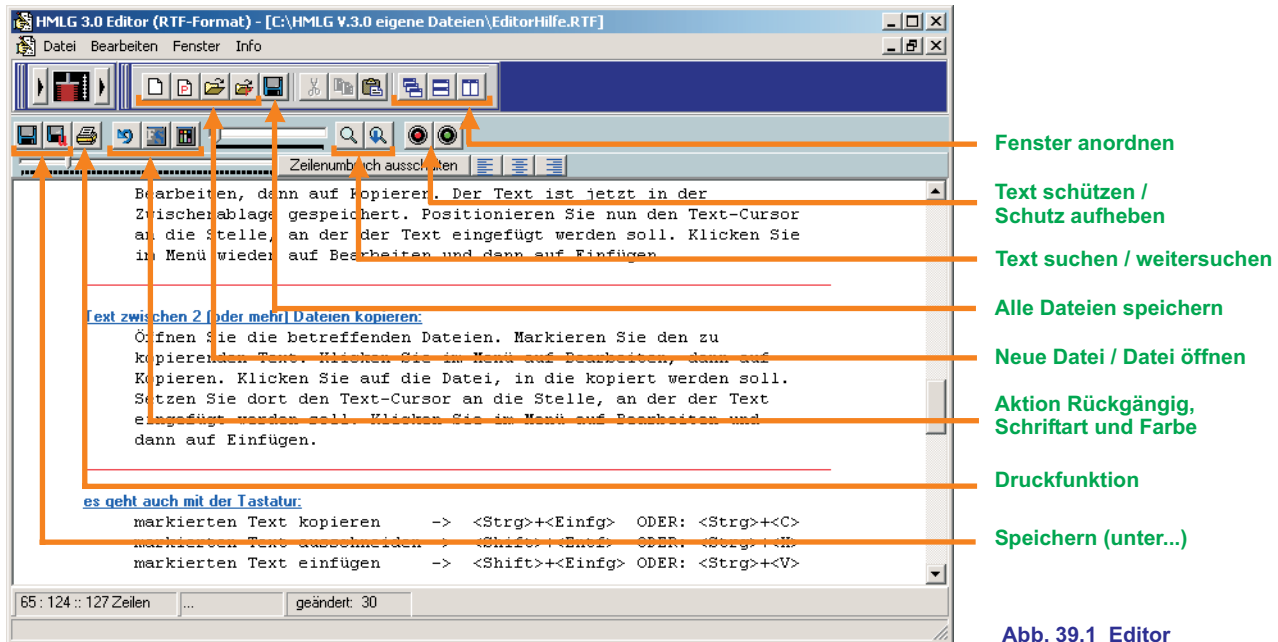 HMLG 3.0 Editor (RTF-Format) - [C:\HMLG V.3.0 eigene Dateien\EditorHilfe.RTF]
Datei Bearbeiten Fenster Info
Zeilenumbruch ausschalten
Bearbeiten, dann auf Kopieren. Der Text ist jetzt in der
Zwischenablage gespeichert. Positionieren Sie nun den Text-Cursor
an die Stelle, an der der Text eingefügt werden soll. Klicken Sie
im Menü wieder auf Bearbeiten und dann auf Einfügen
Text zwischen 2 (oder mehr) Dateien kopieren:
Öffnen Sie die betreffenden Dateien. Markieren Sie den zu
kopierenden Text. Klicken Sie im Menü auf Bearbeiten, dann auf
Kopieren. Klicken Sie auf die Datei, in die kopiert werden soll.
Setzen Sie dort den Text-Cursor an die Stelle, an der der Text
eingefügt werden soll. Klicken Sie im Menü auf Bearbeiten und
dann auf Einfügen.
es geht auch mit der Tastatur:
markierten Text kopieren -> <Strg>+<Einfg> ODER: <Strg>+<C>
markierten Text ausschneiden -> <Shift>+<Entf> ODER: <Strg>+<X>
markierten Text einfügen -> <Shift>+<Einfg> ODER: <Strg>+<V>
65 : 124 :: 127 Zeilen ... geändert: 30
Fenster anordnen
Text schützen /
Schutz aufheben
Text suchen / weitersuchen
Alle Dateien speichern
Neue Datei / Datei öffnen
Aktion Rückgängig,
Schriftart und Farbe
Druckfunktion
Speichern (unter...)
Abb. 39.1 Editor